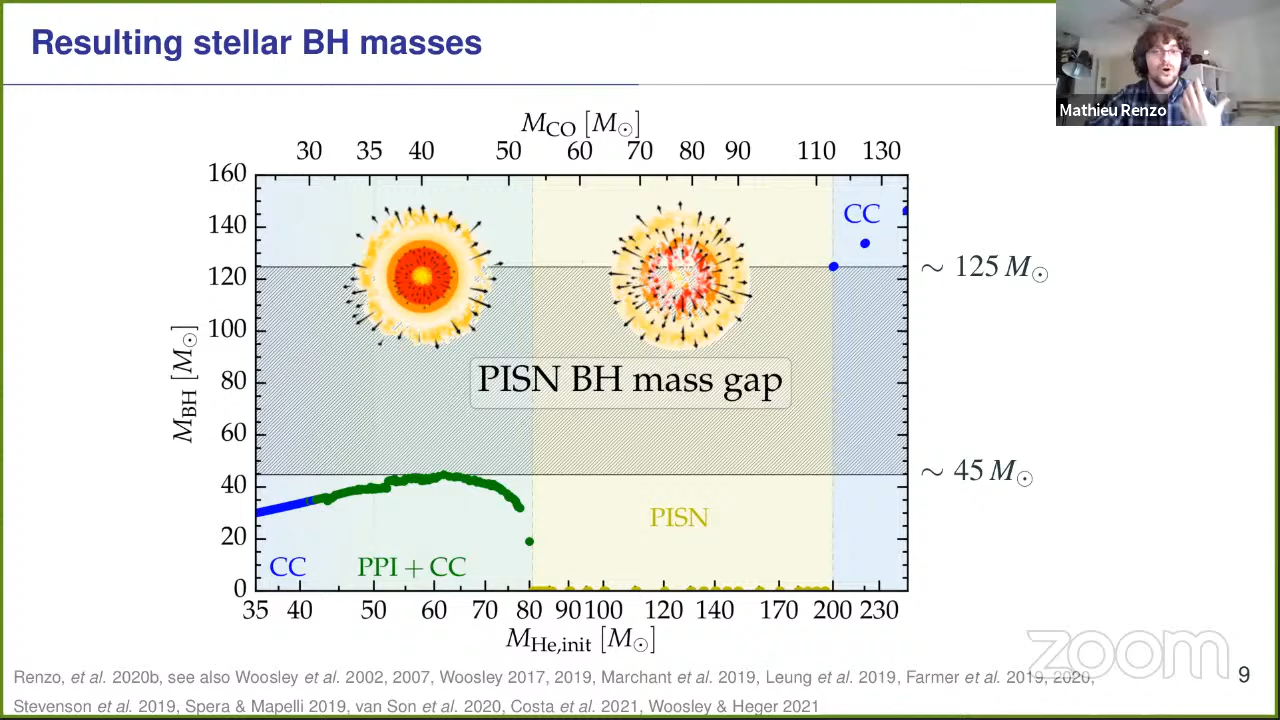 Resulting stellar BH masses
Mathieu Renzo
M_CO [M_⊙]
30 35 40 50 60 70 80 90 110 130
160
140
120
100
80
60
40
20
0
M_BH [M_⊙]
CC
∼ 125 M_⊙
PISN BH mass gap
∼ 45 M_⊙
PISN
CC PPI + CC
35 40 50 60 70 80 90 100 120 140 170 200 230
M_He,init [M_⊙]
zoom
Renzo, et al. 2020b, see also Woosley et al. 2002, 2007, Woosley 2017, 2019, Marchant et al. 2019, Leung et al. 2019, Farmer et al. 2019, 2020,
Stevenson et al. 2019, Spera & Mapelli 2019, van Son et al. 2020, Costa et al. 2021, Woosley & Heger 2021
9